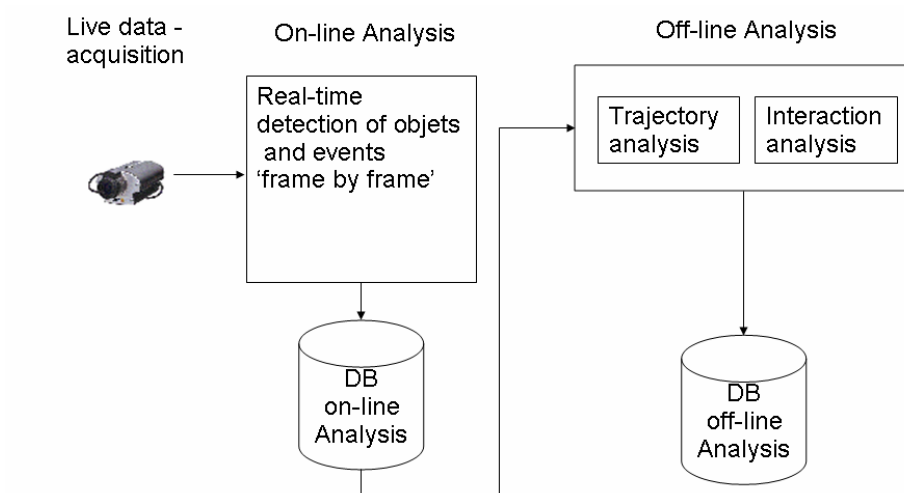 Live data -
acquisition
On-line Analysis
Real-time
detection of objets
and events
‘frame by frame’
DB
on-line
Analysis
Off-line Analysis
Trajectory
analysis
Interaction
analysis
DB
off-line
Analysis